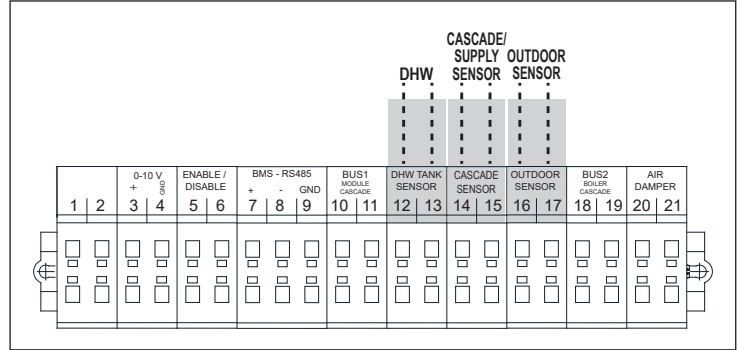 CASCADE/
SUPPLY OUTDOOR
DHW SENSOR SENSOR
0-10 V ENABLE / BMS - RS485 BUS1 DHW TANK CASCADE OUTDOOR BUS2 AIR
+ GND DISABLE + - GND MODULE CASCADE SENSOR SENSOR SENSOR BOILER CASCADE DAMPER
1 2 3 4 5 6 7 8 9 10 11 12 13 14 15 16 17 18 19 20 21